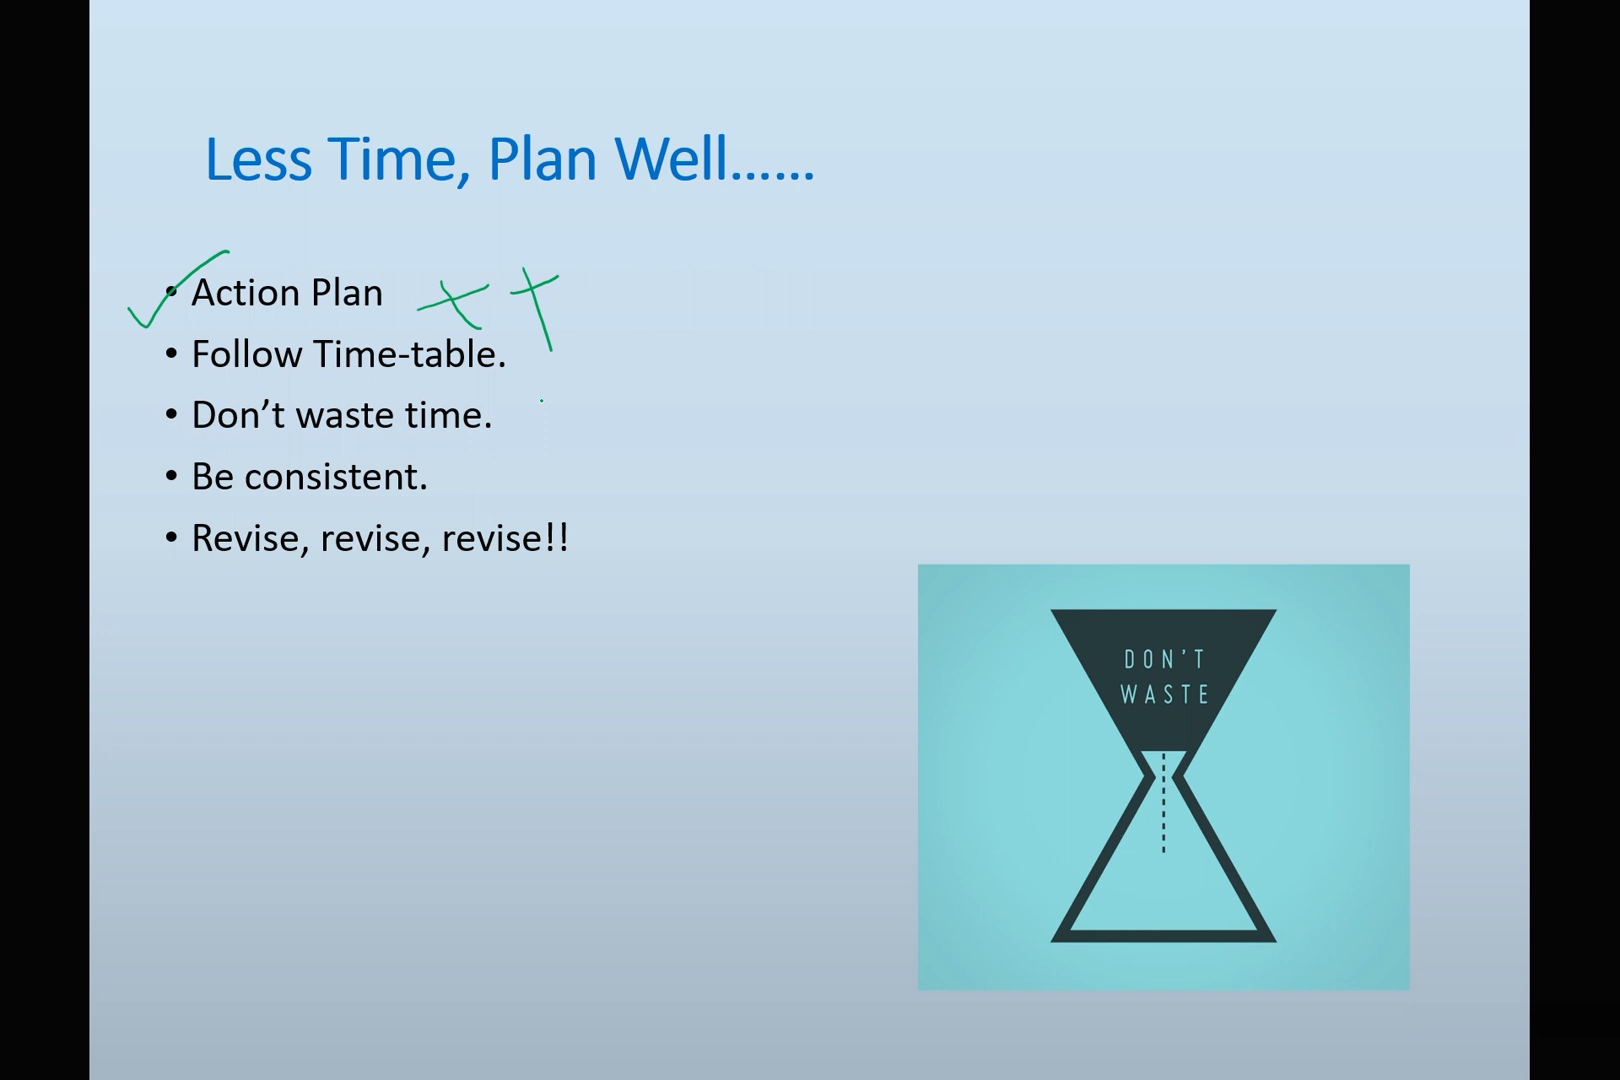 Less Time, Plan Well......
• Action Plan
• Follow Time-table.
• Don’t waste time.
• Be consistent.
• Revise, revise, revise!!
DON’T
WASTE